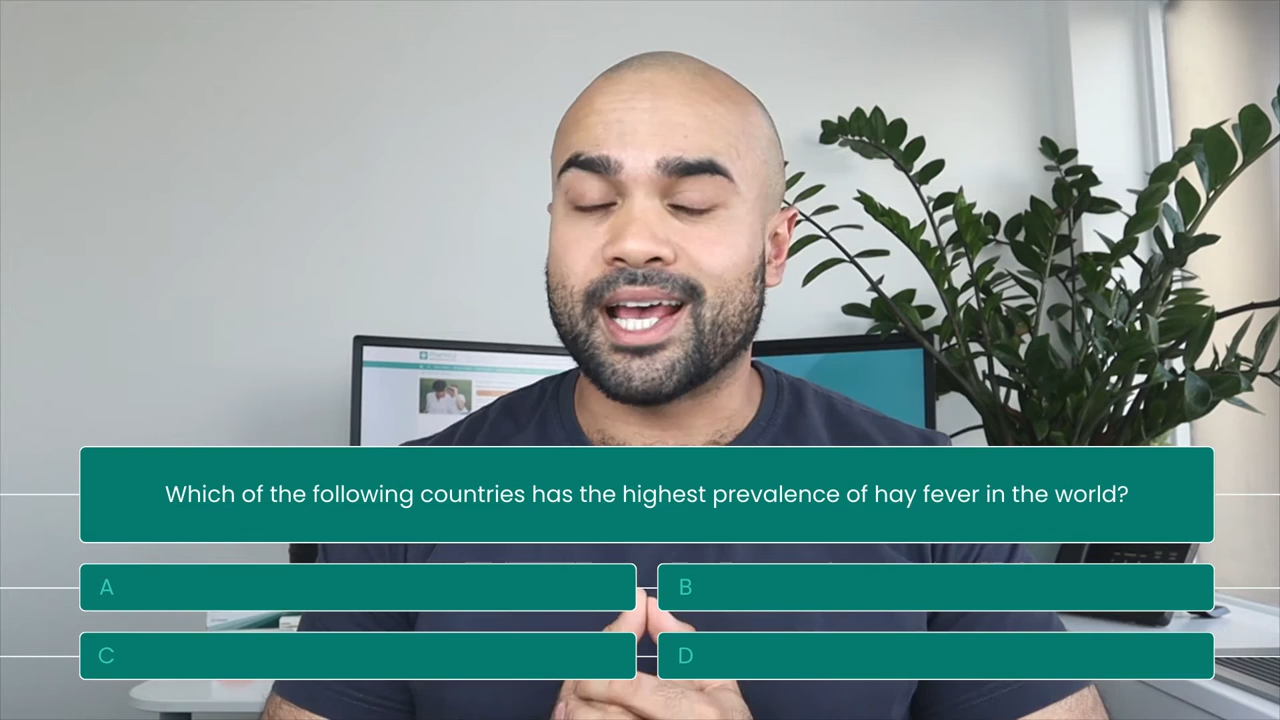 Which of the following countries has the highest prevalence of hay fever in the world?
A
B
C
D